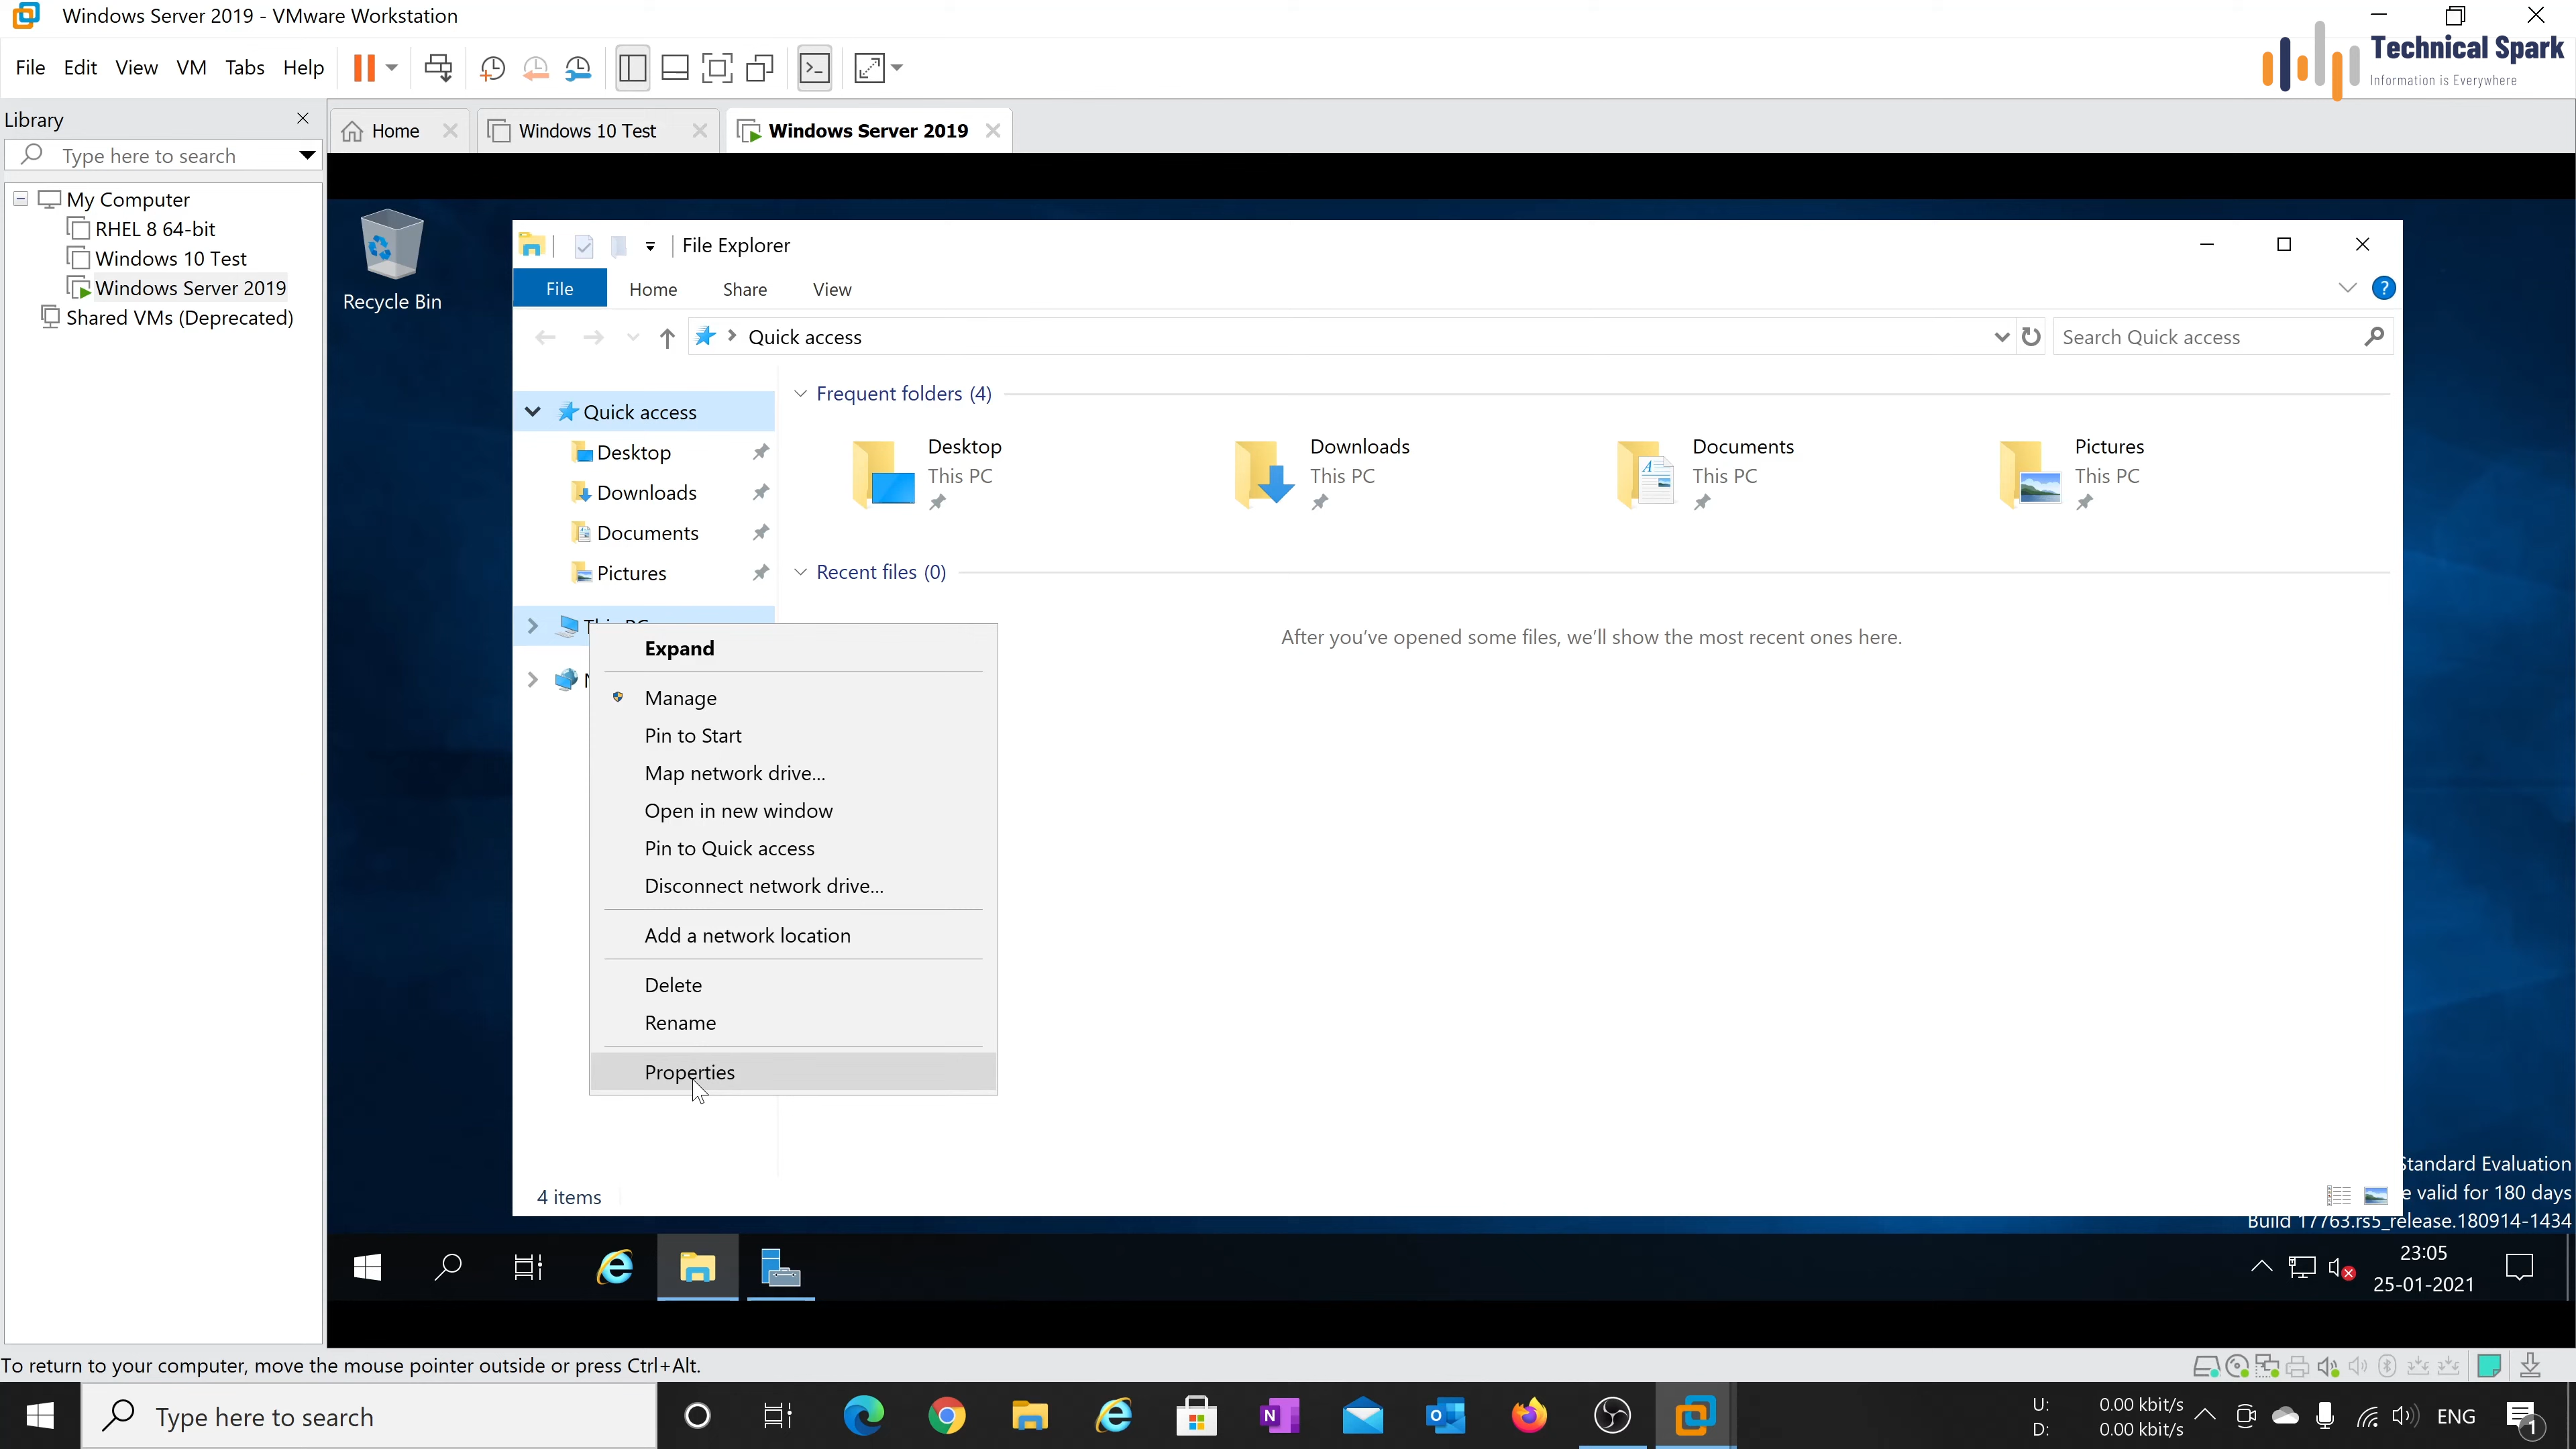 Windows Server 2019 - VMware Workstation
File Edit View VM Tabs Help
Technical Spark
Information is Everywhere
Library
Home
Windows 10 Test
Windows Server 2019
Type here to search
My Computer
RHEL 8 64-bit
Windows 10 Test
Windows Server 2019
Shared VMs (Deprecated)
Recycle Bin
File Explorer
File Home Share View
Quick access
Search Quick access
Quick access
Desktop
Downloads
Documents
Pictures
Frequent folders (4)
Desktop
This PC
Downloads
This PC
Documents
This PC
Pictures
This PC
Recent files (0)
After you've opened some files, we'll show the most recent ones here.
Expand
Manage
Pin to Start
Map network drive...
Open in new window
Pin to Quick access
Disconnect network drive...
Add a network location
Delete
Rename
Properties
4 items
Standard Evaluation
e valid for 180 days
Build 17763.rs5_release.180914-1434
23:05
25-01-2021
To return to your computer, move the mouse pointer outside or press Ctrl+Alt.
Type here to search
U: 0.00 kbit/s
D: 0.00 kbit/s
ENG
1